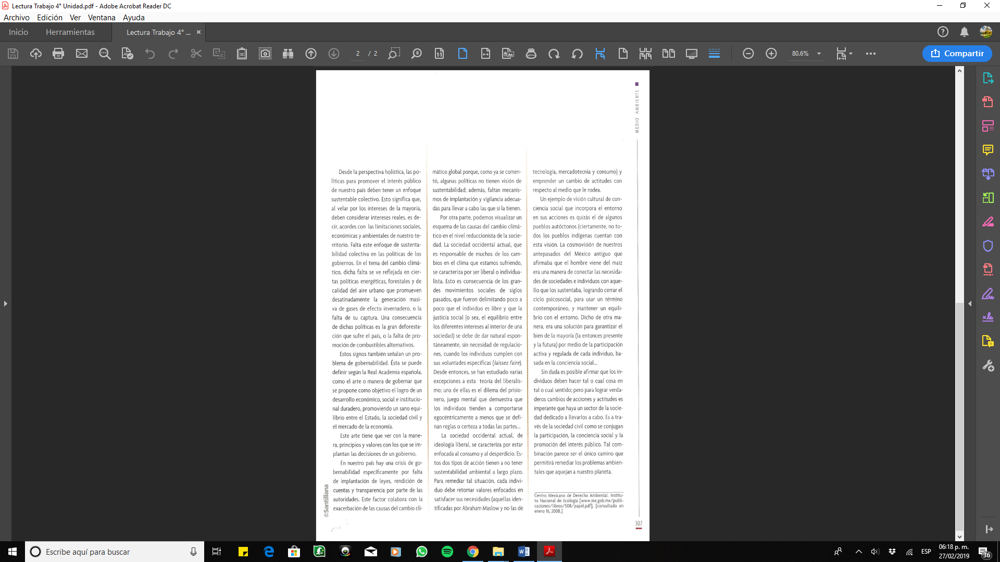 Lectura Trabajo 4° Unidad.pdf - Adobe Acrobat Reader DC
Archivo Edición Ver Ventana Ayuda
Inicio Herramientas Lectura Trabajo 4° ... ×
2 / 2 80.6% Compartir
MEDIO AMBIENTE
Desde la perspectiva holística, las po-
líticas para promover el interés público
de nuestro país deben tener un enfoque
sustentable colectivo. Esto significa que,
al velar por los intereses de la mayoría,
deben considerar intereses reales, es de-
cir, acordes con las limitaciones sociales,
económicas y ambientales de nuestro te-
rritorio. Falta este enfoque de sustenta-
bilidad colectiva en las políticas de los
gobiernos. En el tema del cambio climá-
tico, dicha falta se ve reflejada en cier-
tas políticas energéticas, forestales y de
calidad del aire urbano que promueven
desatinadamente la generación masi-
va de gases de efecto invernadero, o la
falta de su captura. Una consecuencia
de dichas políticas es la gran deforesta-
ción que sufre el país, o la falta de pro-
moción de combustibles alternativos.
Estos signos también señalan un pro-
blema de gobernabilidad. Ésta se puede
definir según la Real Academia española,
como el arte o manera de gobernar que
se propone como objetivo el logro de un
desarrollo económico, social e institucio-
nal duradero, promoviendo un sano equi-
librio entre el Estado, la sociedad civil y
el mercado de la economía.
Este arte tiene que ver con la mane-
ra, principios y valores con los que se im-
plantan las decisiones de un gobierno.
En nuestro país hay una crisis de go-
bernabilidad específicamente por falta
de implantación de leyes, rendición de
cuentas y transparencia por parte de las
autoridades. Este factor colabora con la
exacerbación de las causas del cambio cli-
mático global porque, como ya se comen-
tó, algunas políticas no tienen visión de
sustentabilidad; además, faltan mecanis-
mos de implantación y vigilancia adecua-
das para llevar a cabo las que sí la tienen.
Por otra parte, podemos visualizar un
esquema de las causas del cambio climá-
tico en el nivel reduccionista de la socie-
dad. La sociedad occidental actual, que
es responsable de muchos de los cam-
bios en el clima que estamos sufriendo,
se caracteriza por ser liberal o individua-
lista. Esto es consecuencia de los gran-
des movimientos sociales de siglos
pasados, que fueron delimitando poco a
poco que el individuo es libre y que la
justicia social (o sea, el equilibrio entre
los diferentes intereses al interior de una
sociedad) se debe de dar natural espon-
táneamente, sin necesidad de regulacio-
nes, cuando los individuos cumplen con
sus voluntades específicas (laissez faire).
Desde entonces, se han estudiado varias
excepciones a esta teoría del liberalis-
mo; una de ellas es el dilema del prisio-
nero, juego mental que demuestra que
los individuos tienden a comportarse
egocéntricamente a menos que se defi-
nan reglas o certeza a todas las partes...
La sociedad occidental actual, de
ideología liberal, se caracteriza por estar
enfocada al consumo y al desperdicio. Es-
tos dos tipos de acción tienen a no tener
sustentabilidad ambiental a largo plazo.
Para remediar tal situación, cada indivi-
duo debe retomar valores enfocados en
satisfacer sus necesidades (aquellas iden-
tificadas por Abraham Maslow y no las de
tecnología, mercadotecnia y consumo) y
emprender un cambio de actitudes con
respecto al medio que le rodea.
Un ejemplo de visión cultural de con-
ciencia social que incorpora el entorno
en sus acciones es quizás el de algunos
pueblos autóctonos (ciertamente, no to-
dos los pueblos indígenas cuentan con
esta visión. La cosmovisión de nuestros
antepasados del México antiguo que
afirmaba que el hombre viene del maíz
era una manera de conectar las necesida-
des de sociedades e individuos con aque-
llo que los sustentaba, logrando cerrar el
ciclo psicosocial, para usar un término
contemporáneo, y mantener un equili-
brio con el entorno. Dicho de otra ma-
nera, era una solución para garantizar el
bien de la mayoría (la entonces presente
y la futura) por medio de la participación
activa y regulada de cada individuo, ba-
sada en la conciencia social...
Sin duda es posible afirmar que los in-
dividuos deben hacer tal o cual cosa en
tal o cual sentido; pero para lograr verda-
deros cambios de acciones y actitudes es
imperante que haya un sector de la socie-
dad dedicado a llevarlos a cabo. Es a tra-
vés de la sociedad civil como se conjugan
la participación, la conciencia social y la
promoción del interés público. Tal com-
binación parece ser el único camino que
permitirá remediar los problemas ambien-
tales que aquejan a nuestro planeta.
Centro Mexicano de Derecho Ambiental. Institu-
to Nacional de Ecología [www.ine.gob.mx/publi-
caciones/libros/508/papel.pdf], [consultado en
enero 16, 2008.]
©Santillana
307
Escribe aquí para buscar
ESP
06:18 p. m.
27/02/2019
36